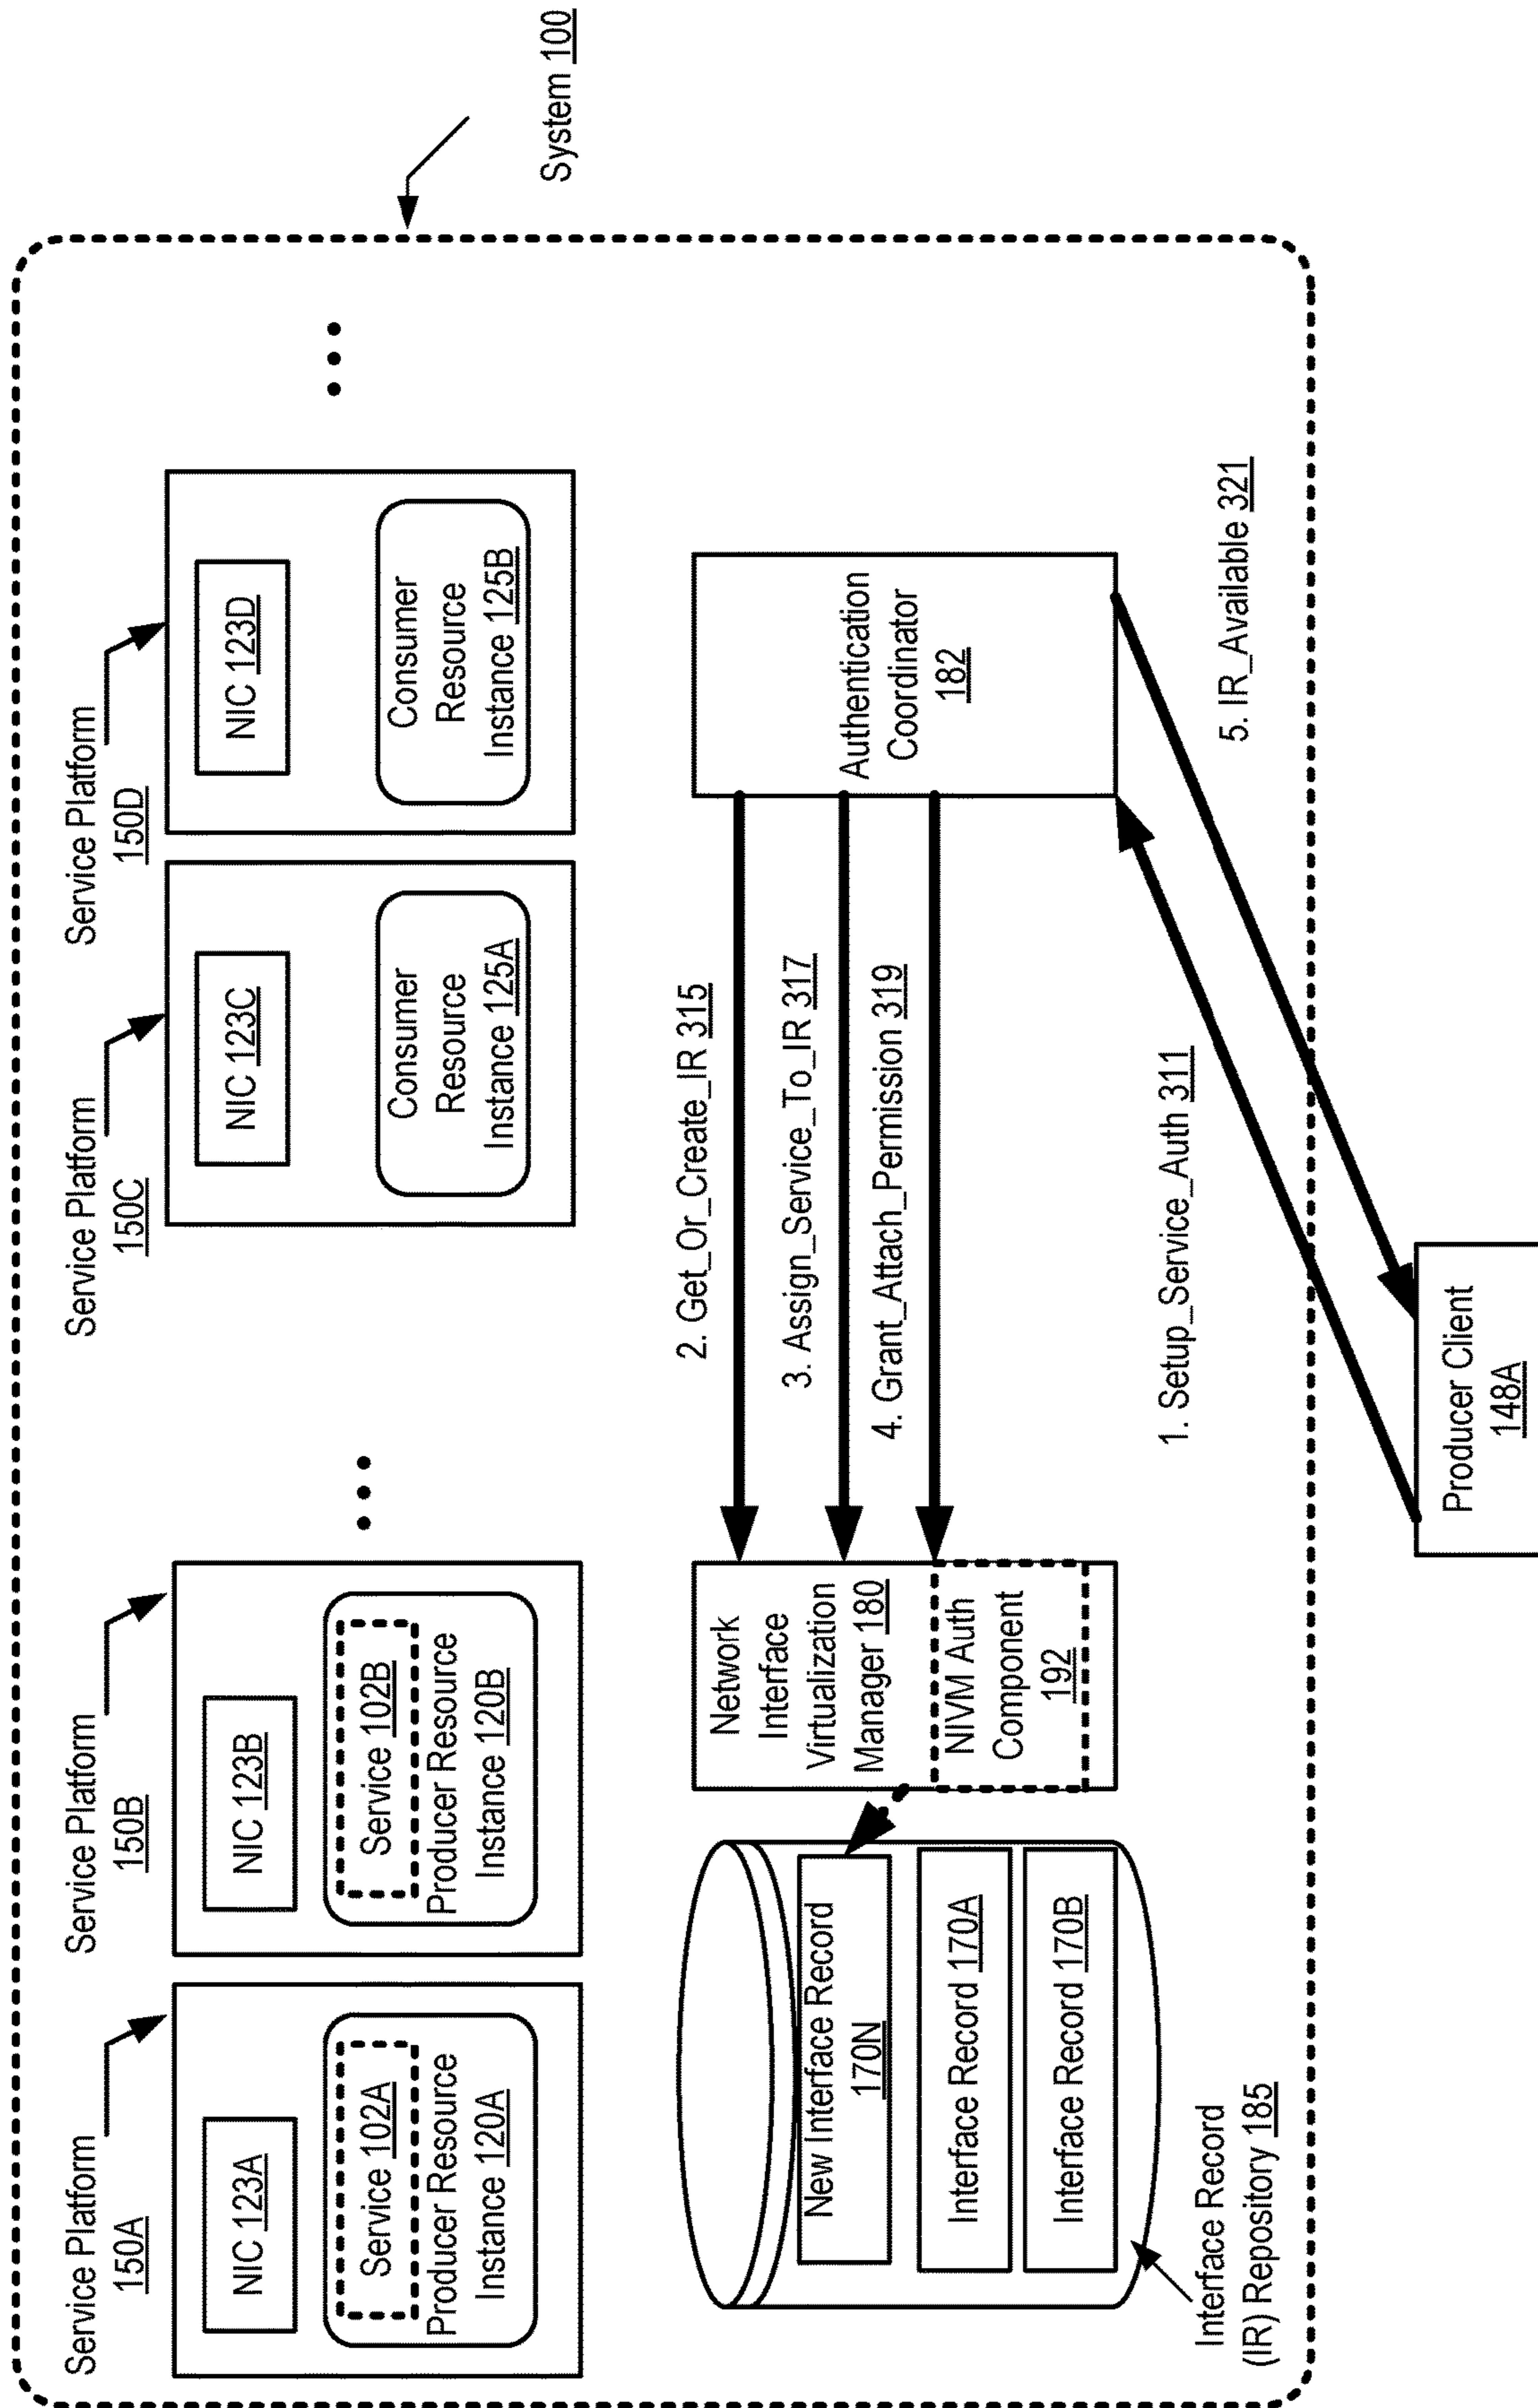 System 100
Service Platform
150A
NIC 123A
Service 102A
Producer Resource
Instance 120A
Service Platform
150B
NIC 123B
Service 102B
Producer Resource
Instance 120B
Service Platform
150C
NIC 123C
Consumer
Resource
Instance 125A
Service Platform
150D
NIC 123D
Consumer
Resource
Instance 125B
New Interface Record
170N
Interface Record 170A
Interface Record 170B
Interface Record
(IR) Repository 185
Network
Interface
Virtualization
Manager 180
NIVM Auth
Component
192
2. Get_Or_Create_IR 315
3. Assign_Service_To_IR 317
4. Grant_Attach_Permission 319
Authentication
Coordinator
182
1. Setup_Service_Auth 311
5. IR_Available 321
Producer Client
148A